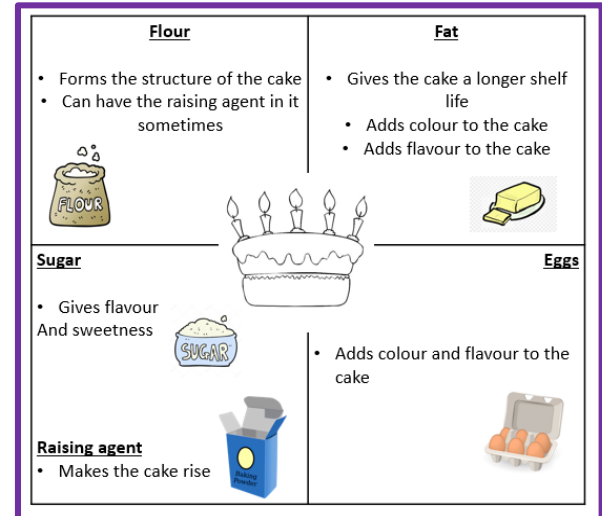 Flour
• Forms the structure of the cake
• Can have the raising agent in it
sometimes
FLOUR
Fat
• Gives the cake a longer shelf
life
• Adds colour to the cake
• Adds flavour to the cake
Sugar
• Gives flavour
And sweetness
SUGAR
Eggs
• Adds colour and flavour to the
cake
Raising agent
• Makes the cake rise
Baking
Powder